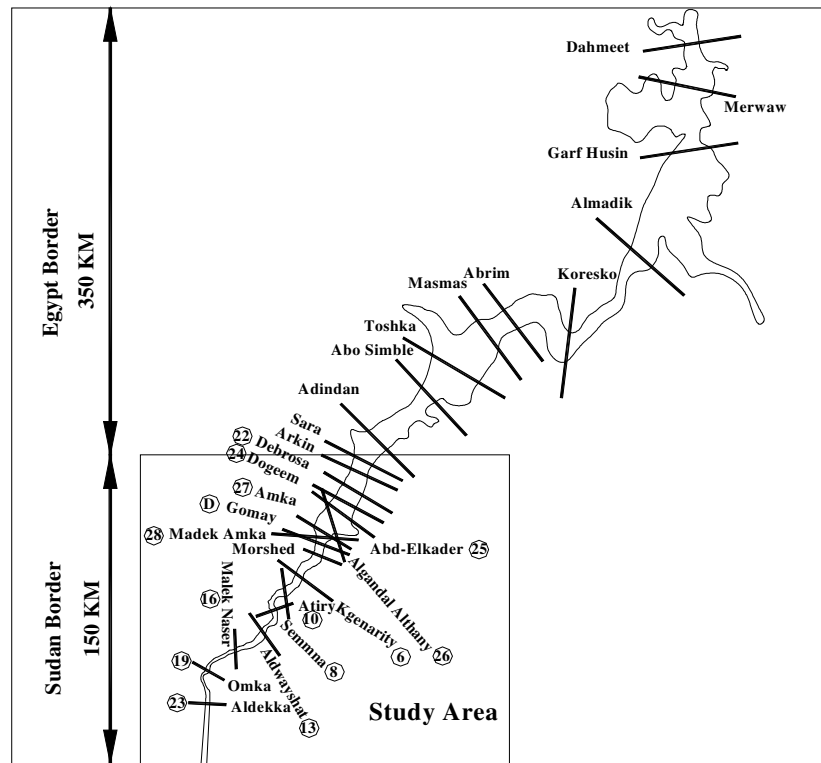 Dahmeet
Merwaw
Garf Husin
Almadik
Koresko
Abrim
Masmas
Toshka
Abo Simble
Adindan
Sara
Arkin
22 Debrosa
24 Dogeem
27 Amka
D Gomay
28 Madek Amka
Morshed
Abd-Elkader 25
Algandal Althany 26
Kgenarity 6
Atiry 10
Semmna 8
Aldwayshat 13
16 Malek Naser
19 Omka
23 Aldekka
Study Area
Egypt Border
350 KM
Sudan Border
150 KM